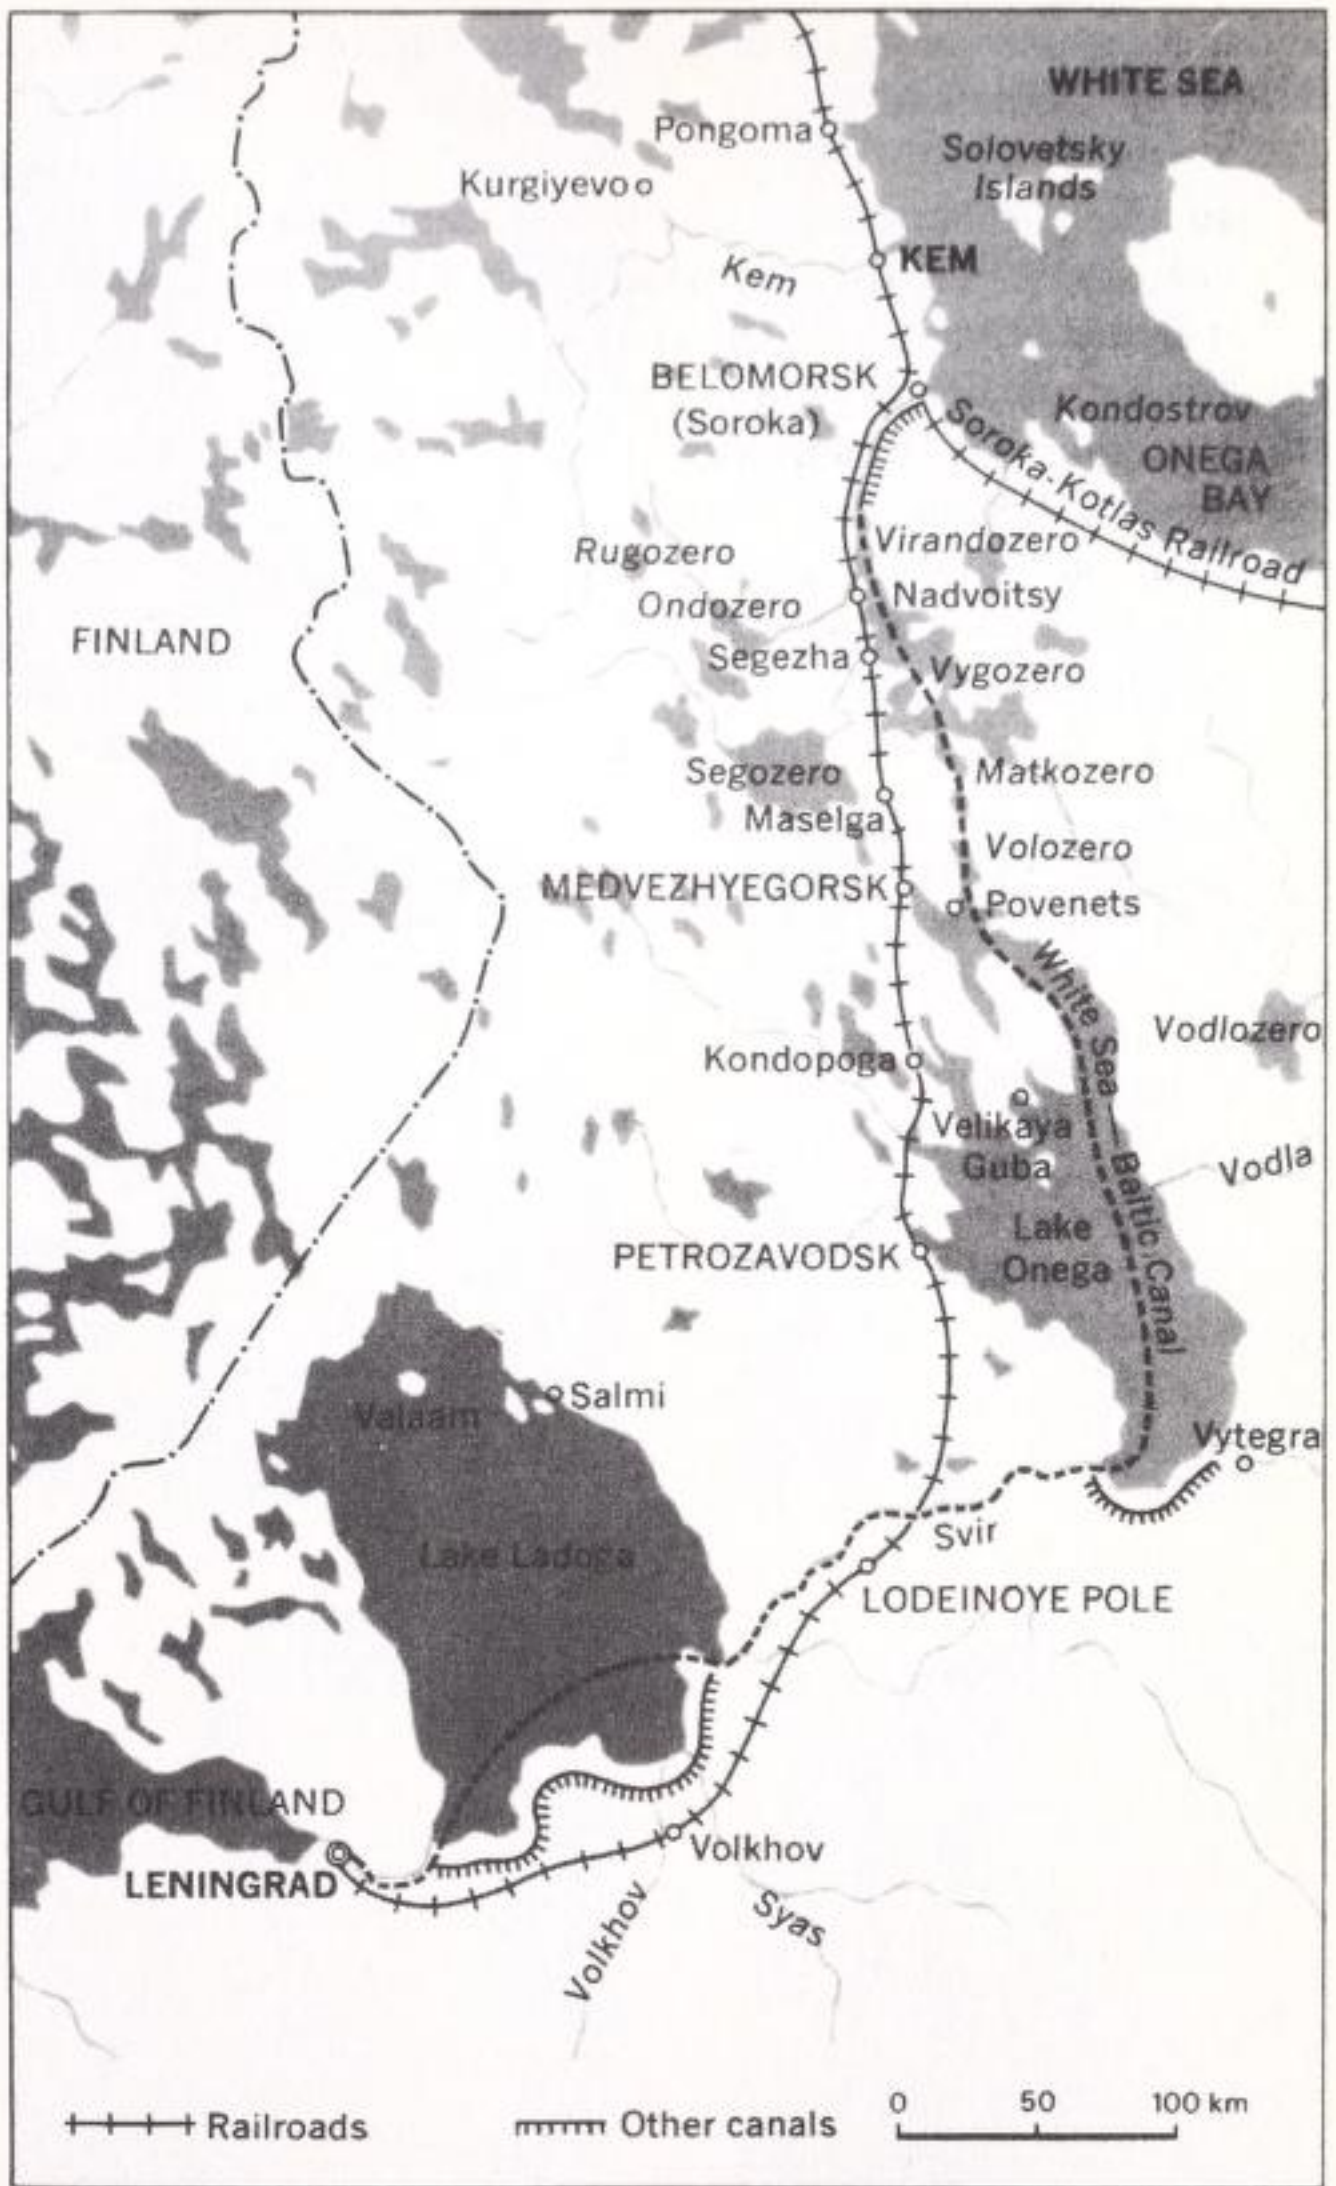 WHITE SEA
Pongoma
Solovetsky
Islands
Kurgiyevo
KEM
Kem
BELOMORSK
(Soroka)
Kondostrov
ONEGA
BAY
Soroka-Kotlas Railroad
Virandozero
Rugozero
Nadvoitsy
Ondozero
FINLAND
Segezha
Vygozero
Segozero
Matkozero
Maselga
Volozero
MEDVEZHYEGORSK
Povenets
White Sea—Baltic Canal
Vodlozero
Kondopoga
Velikaya
Guba
Vodla
Lake
Onega
PETROZAVODSK
Salmi
Valaam
Vytegra
Svir
Lake Ladoga
LODEINOYE POLE
GULF OF FINLAND
Volkhov
LENINGRAD
Volkhov
Syas
0 50 100 km
Railroads
Other canals